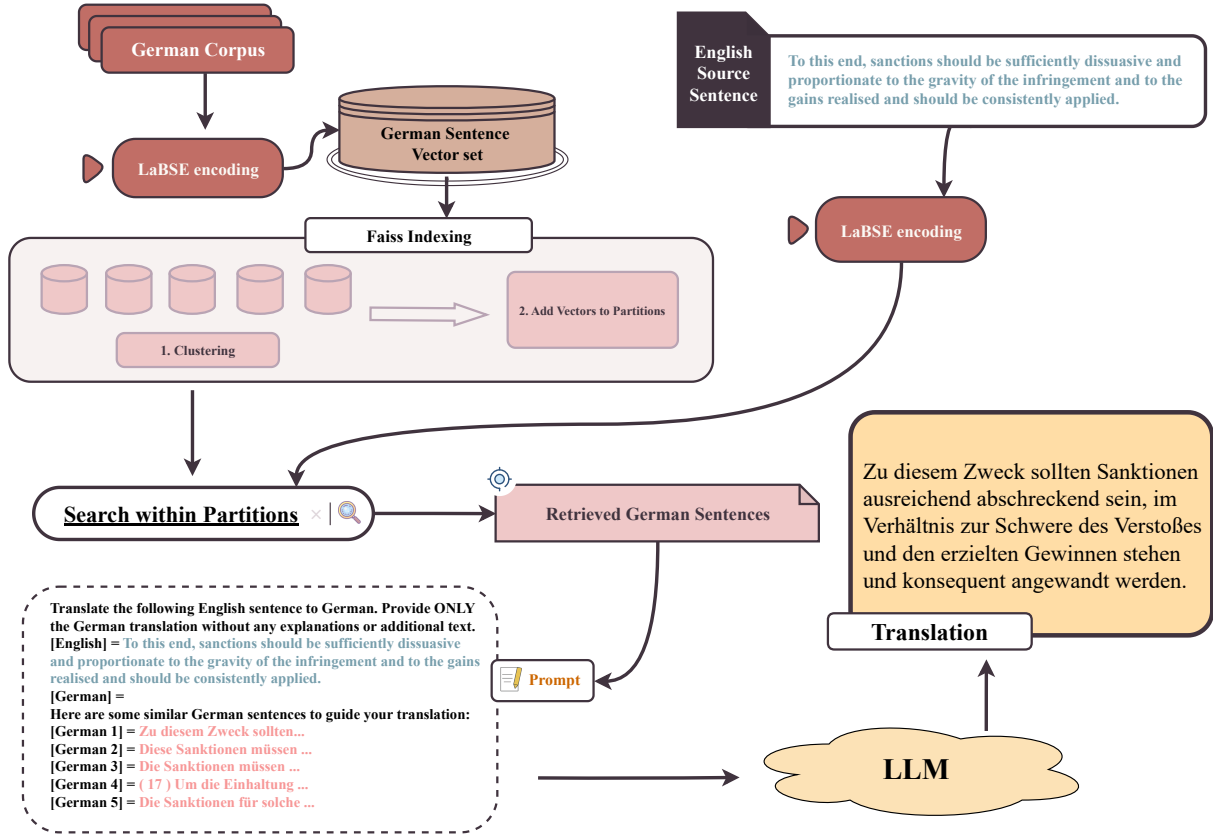 German Corpus
LaBSE encoding
German Sentence
Vector set
Faiss Indexing
1. Clustering
2. Add Vectors to Partitions
English
Source
Sentence
To this end, sanctions should be sufficiently dissuasive and
proportionate to the gravity of the infringement and to the
gains realised and should be consistently applied.
LaBSE encoding
Search within Partitions
Retrieved German Sentences
Prompt
Translate the following English sentence to German. Provide ONLY
the German translation without any explanations or additional text.
[English] = To this end, sanctions should be sufficiently dissuasive
and proportionate to the gravity of the infringement and to the gains
realised and should be consistently applied.
[German] =
Here are some similar German sentences to guide your translation:
[German 1] = Zu diesem Zweck sollten...
[German 2] = Diese Sanktionen müssen ...
[German 3] = Die Sanktionen müssen ...
[German 4] = ( 17 ) Um die Einhaltung ...
[German 5] = Die Sanktionen für solche ...
LLM
Zu diesem Zweck sollten Sanktionen
ausreichend abschreckend sein, im
Verhältnis zur Schwere des Verstoßes
und den erzielten Gewinnen stehen
und konsequent angewandt werden.
Translation